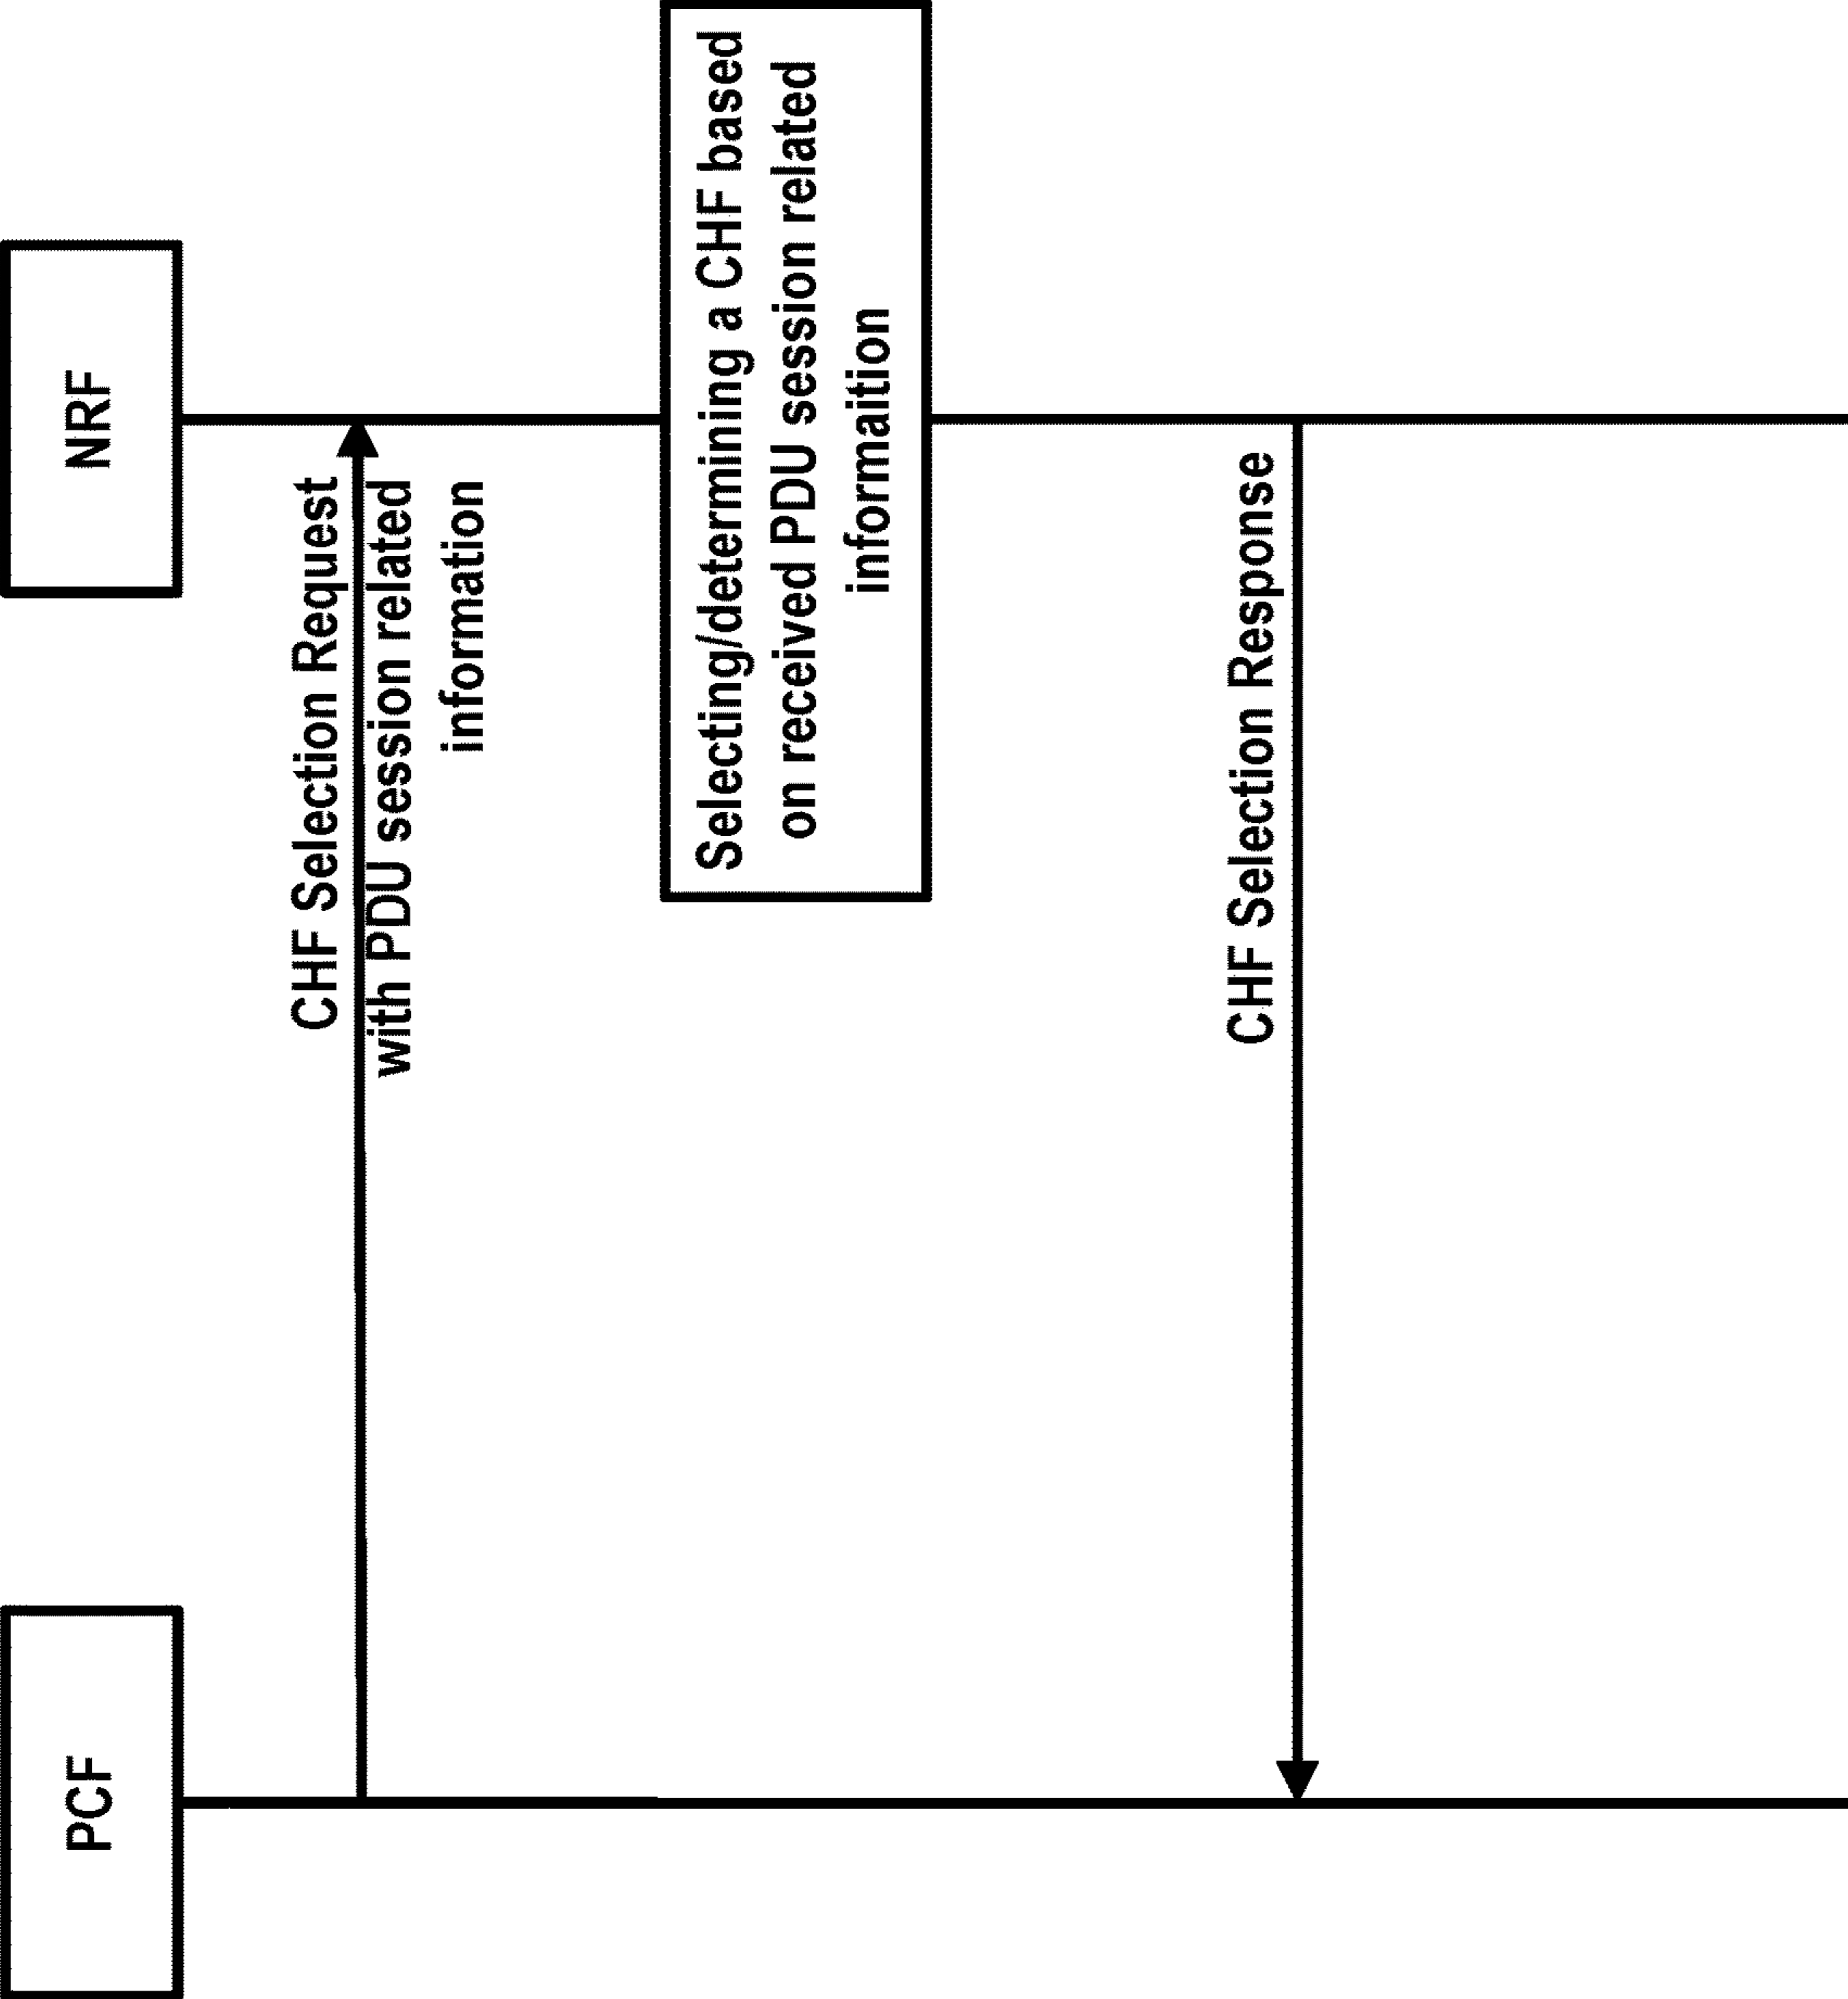 PCF
NRF
CHF Selection Request
with PDU session related
information
Selecting/determining a CHF based
on received PDU session related
informaition
CHF Selection Response